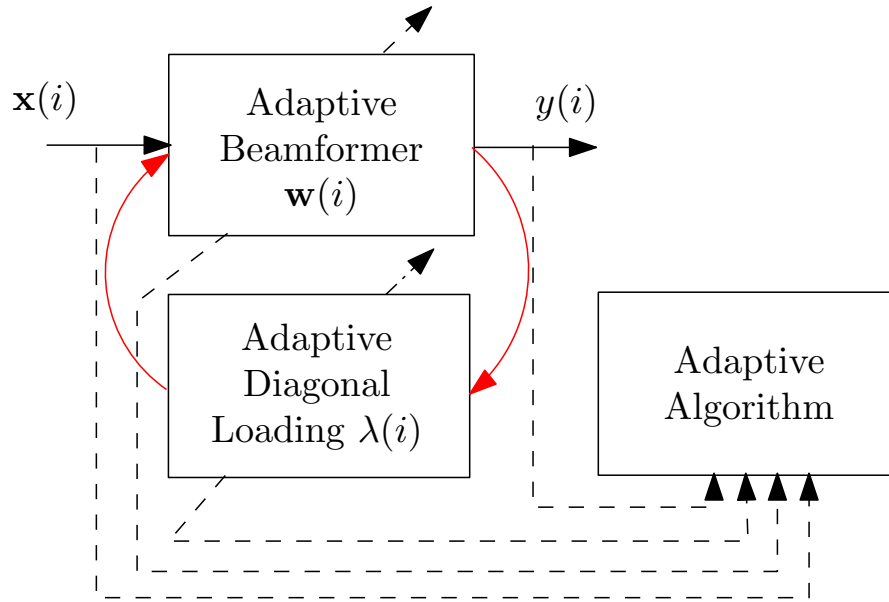 x(i)
Adaptive
Beamformer
w(i)
y(i)
Adaptive
Diagonal
Loading λ(i)
Adaptive
Algorithm